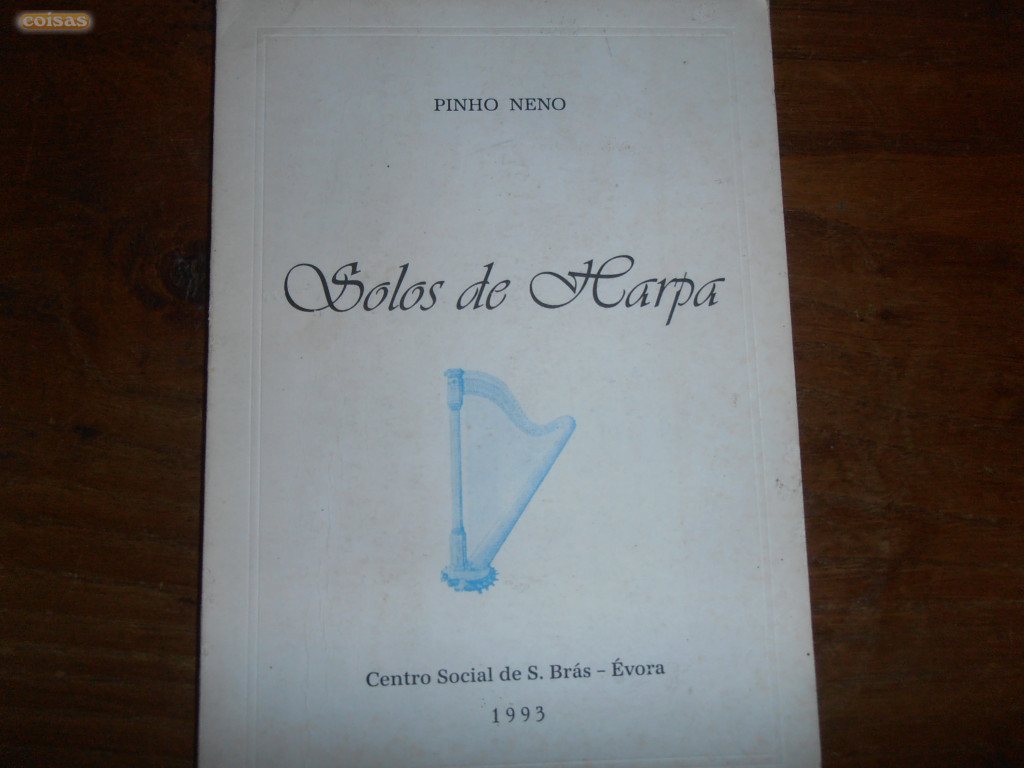 coisas
PINHO NENO
Solos de Harpa
Centro Social de S. Brás – Évora
1993